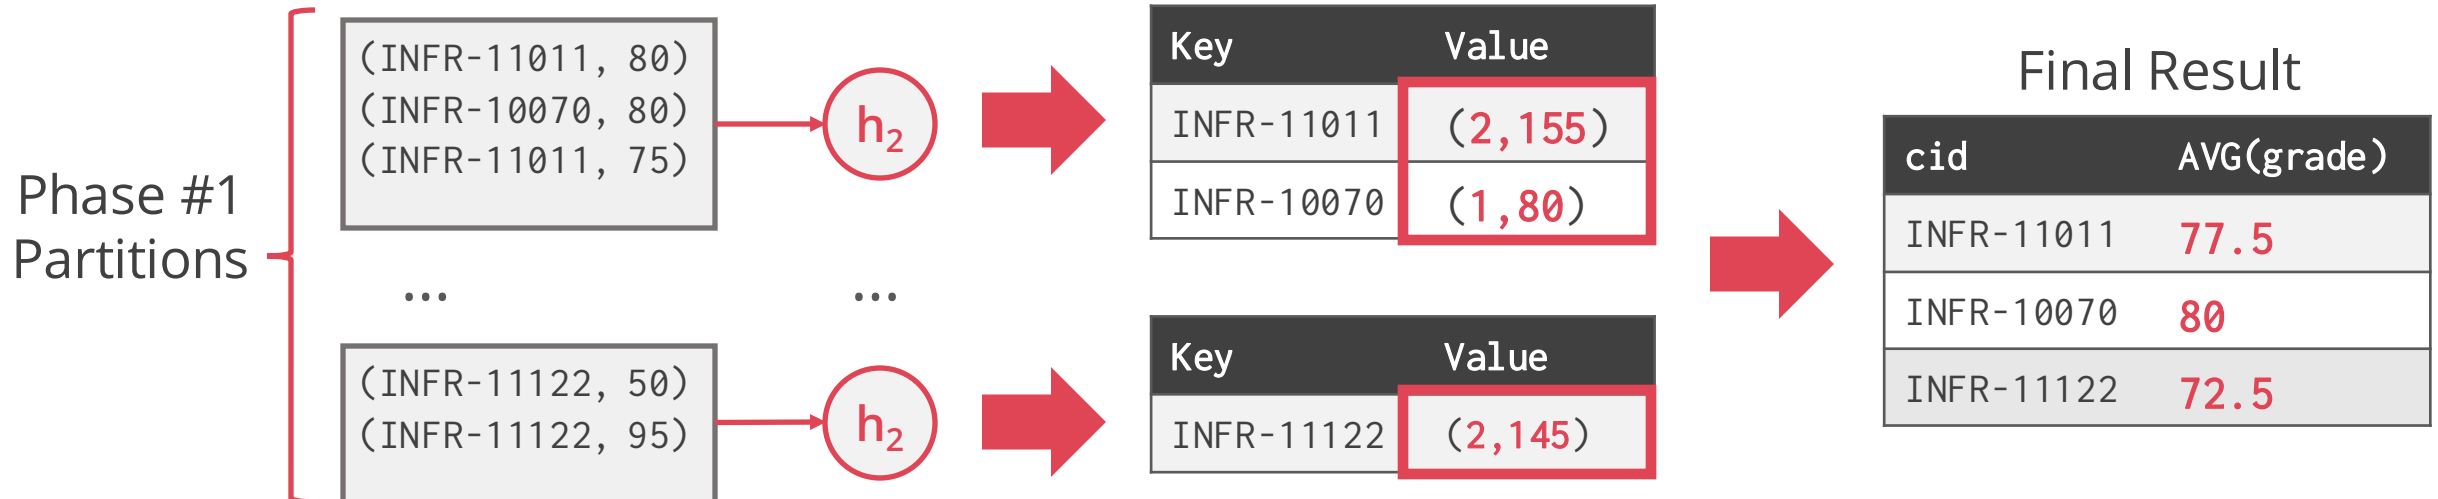 Phase #1
Partitions
(INFR-11011, 80)
(INFR-10070, 80)
(INFR-11011, 75)
...
(INFR-11122, 50)
(INFR-11122, 95)
h2
...
h2
Key Value
INFR-11011 (2,155)
INFR-10070 (1,80)
Key Value
INFR-11122 (2,145)
Final Result
cid AVG(grade)
INFR-11011 77.5
INFR-10070 80
INFR-11122 72.5